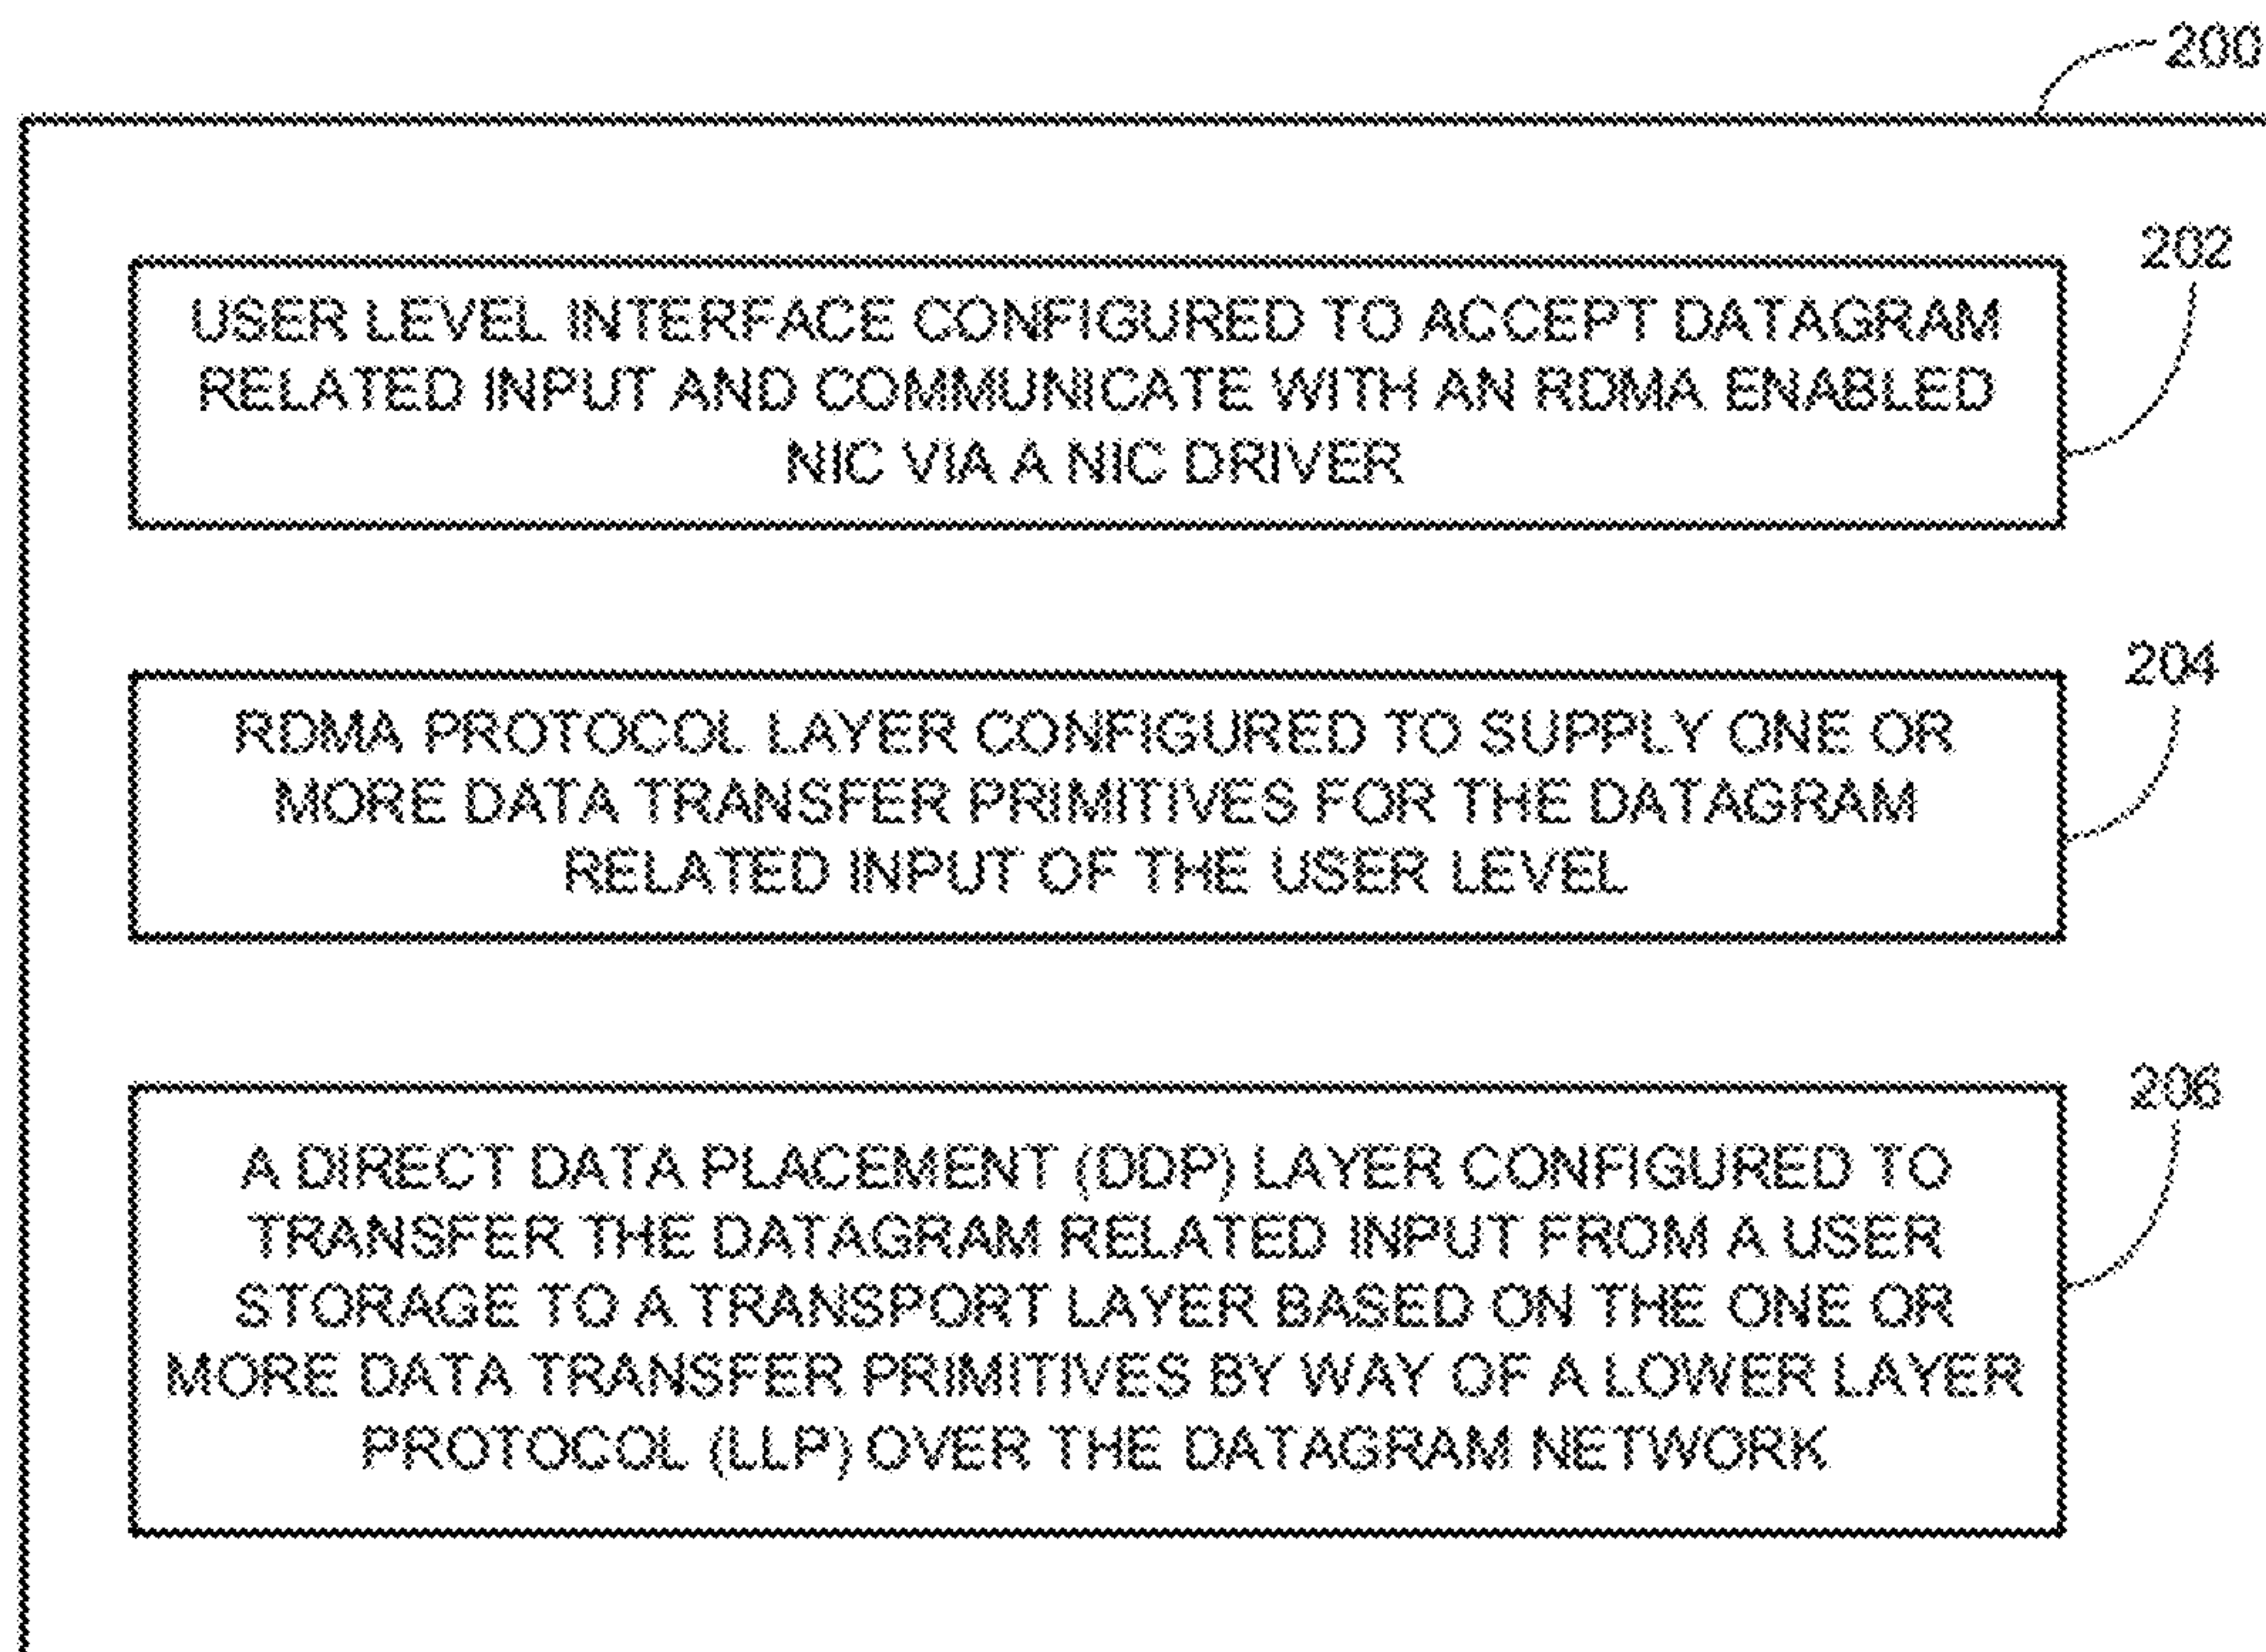 200
202
USER LEVEL INTERFACE CONFIGURED TO ACCEPT DATAGRAM
RELATED INPUT AND COMMUNICATE WITH AN RDMA ENABLED
NIC VIA A NIC DRIVER
204
RDMA PROTOCOL LAYER CONFIGURED TO SUPPLY ONE OR
MORE DATA TRANSFER PRIMITIVES FOR THE DATAGRAM
RELATED INPUT OF THE USER LEVEL
206
A DIRECT DATA PLACEMENT (DDP) LAYER CONFIGURED TO
TRANSFER THE DATAGRAM RELATED INPUT FROM A USER
STORAGE TO A TRANSPORT LAYER BASED ON THE ONE OR
MORE DATA TRANSFER PRIMITIVES BY WAY OF A LOWER LAYER
PROTOCOL (LLP) OVER THE DATAGRAM NETWORK